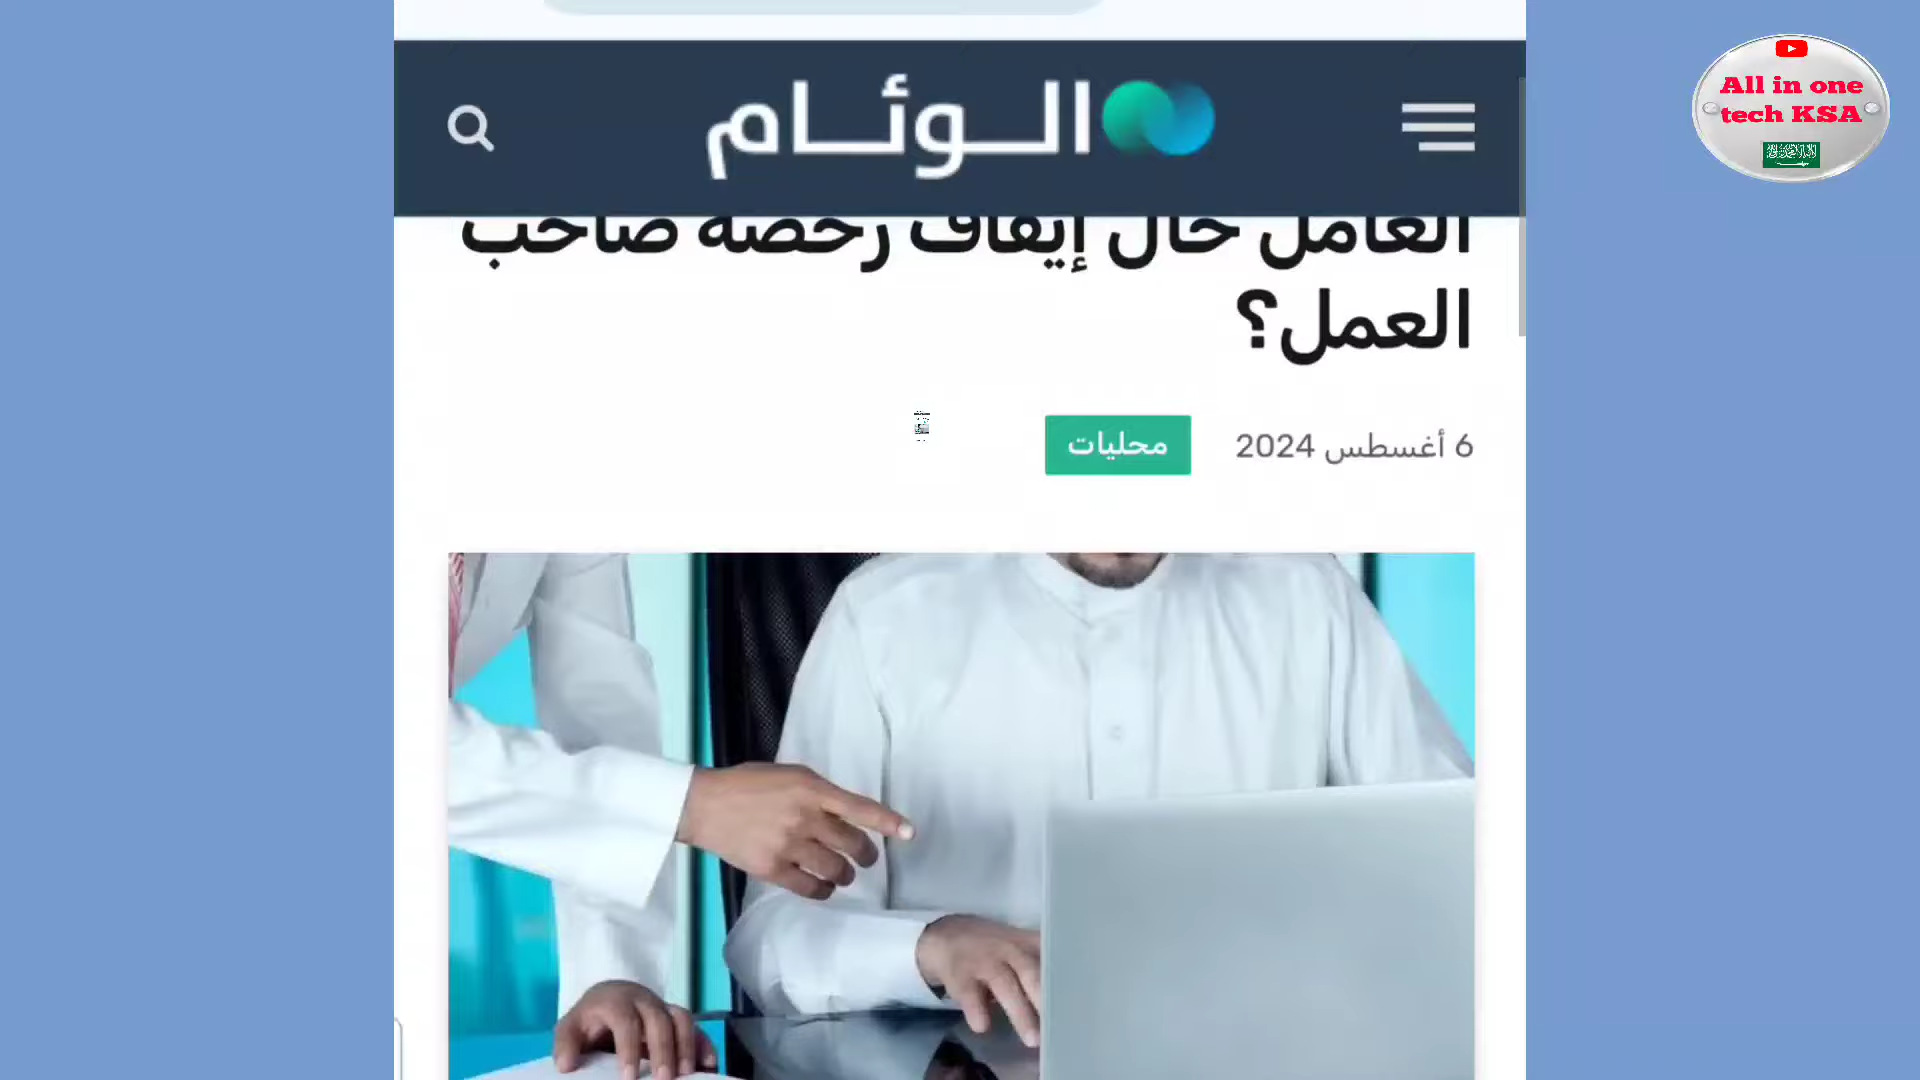 الوئام
All in one
tech KSA
العامل حال إيقاف رخصة صاحب
العمل؟
6 أغسطس 2024
محليات